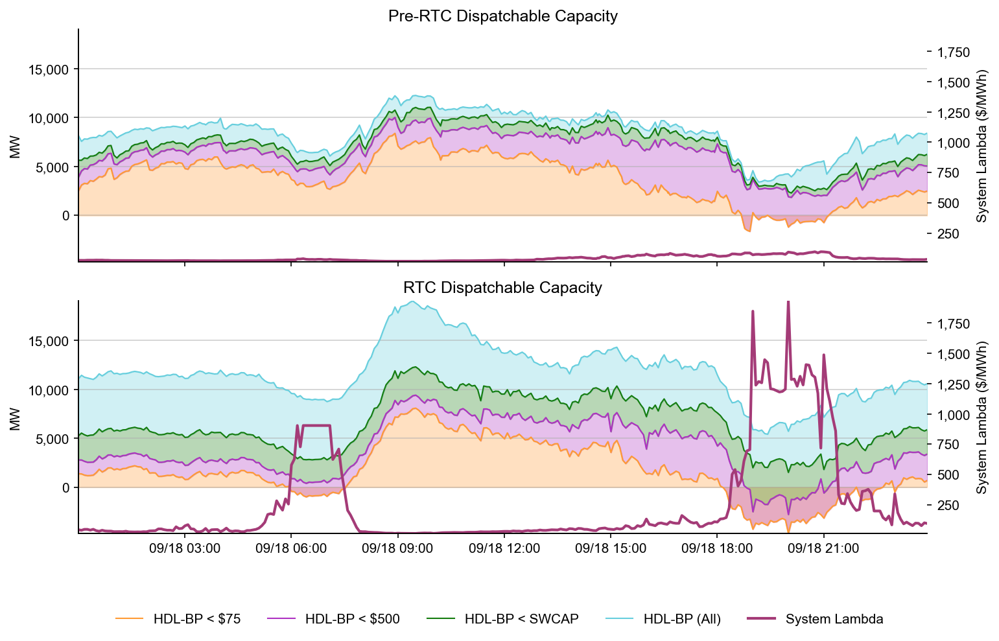 Pre-RTC Dispatchable Capacity
MW
15,000
10,000
5,000
0
1,750
1,500
1,250
1,000
750
500
250
System Lambda ($/MWh)
RTC Dispatchable Capacity
MW
15,000
10,000
5,000
0
1,750
1,500
1,250
1,000
750
500
250
System Lambda ($/MWh)
09/18 03:00 09/18 06:00 09/18 09:00 09/18 12:00 09/18 15:00 09/18 18:00 09/18 21:00
HDL-BP < $75 HDL-BP < $500 HDL-BP < SWCAP HDL-BP (All) System Lambda